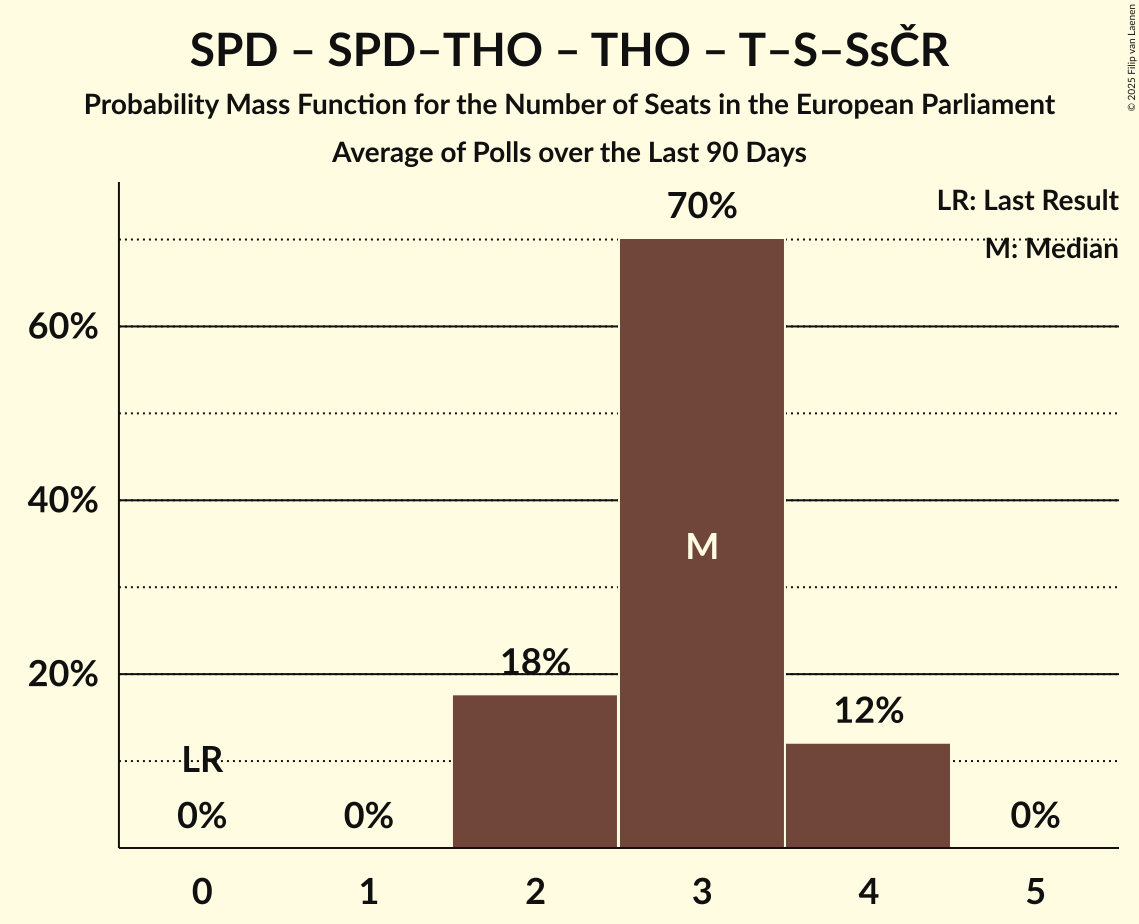 SPD – SPD–THO – THO – T–S–SsČR
Probability Mass Function for the Number of Seats in the European Parliament
Average of Polls over the Last 90 Days
© 2025 Filip van Laenen
LR: Last Result
M: Median
70%
60%
40%
20%
M
18%
12%
LR
0%
0%
0%
0 1 2 3 4 5